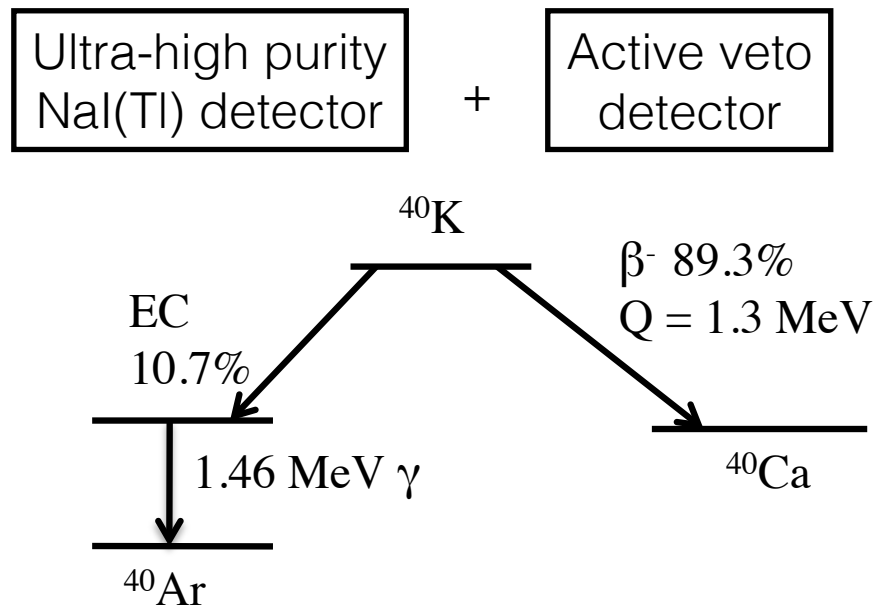 Ultra-high purity
NaI(Tl) detector
+
Active veto
detector
⁴⁰K
β⁻ 89.3%
Q = 1.3 MeV
EC
10.7%
1.46 MeV γ
⁴⁰Ca
⁴⁰Ar